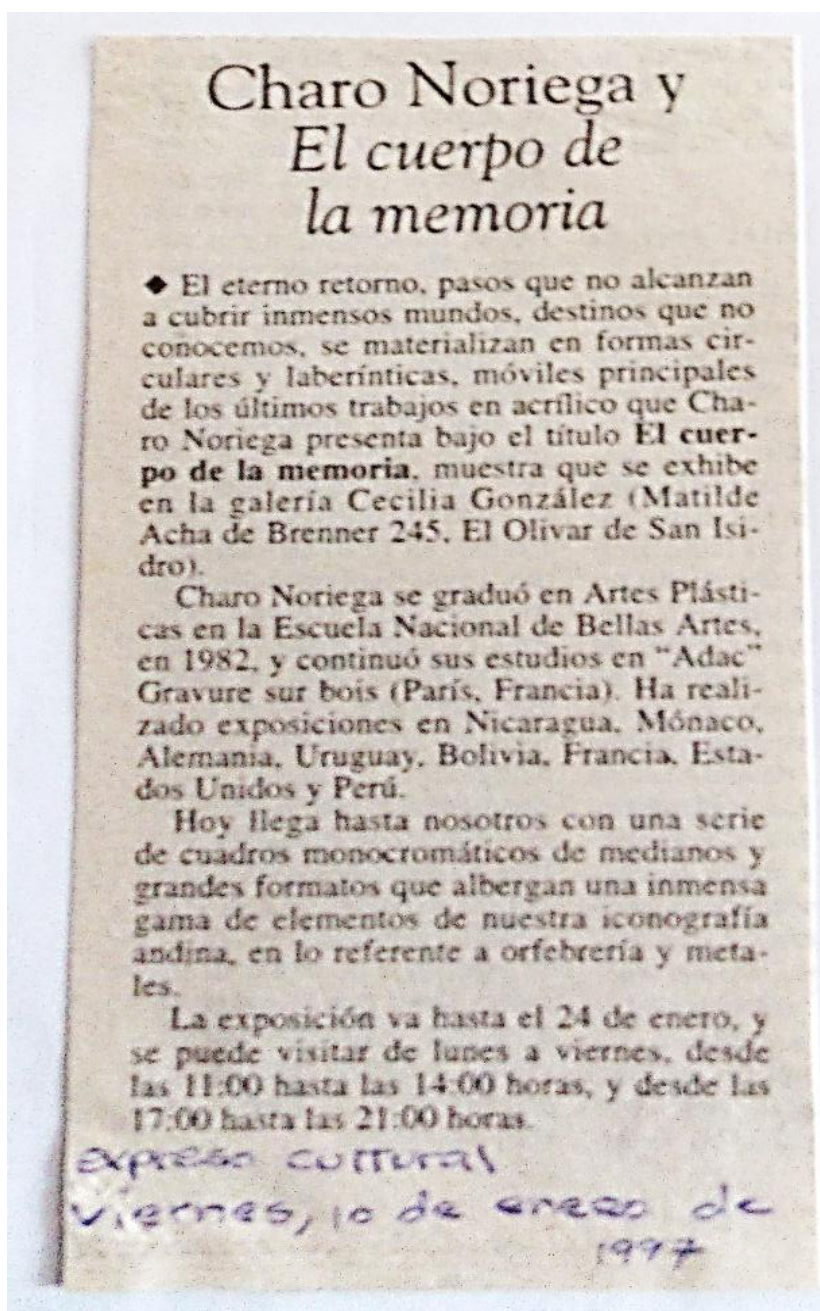 Charo Noriega y
El cuerpo de
la memoria
◆ El eterno retorno, pasos que no alcanzan
a cubrir inmensos mundos, destinos que no
conocemos, se materializan en formas cir-
culares y laberínticas, móviles principales
de los últimos trabajos en acrílico que Cha-
ro Noriega presenta bajo el título El cuer-
po de la memoria, muestra que se exhibe
en la galería Cecilia González (Matilde
Acha de Brenner 245, El Olivar de San Isi-
dro).
Charo Noriega se graduó en Artes Plásti-
cas en la Escuela Nacional de Bellas Artes,
en 1982, y continuó sus estudios en "Adac"
Gravure sur bois (París, Francia). Ha reali-
zado exposiciones en Nicaragua, Mónaco,
Alemania, Uruguay, Bolivia, Francia, Esta-
dos Unidos y Perú.
Hoy llega hasta nosotros con una serie
de cuadros monocromáticos de medianos y
grandes formatos que albergan una inmensa
gama de elementos de nuestra iconografía
andina, en lo referente a orfebrería y meta-
les.
La exposición va hasta el 24 de enero, y
se puede visitar de lunes a viernes, desde
las 11:00 hasta las 14:00 horas, y desde las
17:00 hasta las 21:00 horas.
expreso cultural
viernes, 10 de enero de
1997